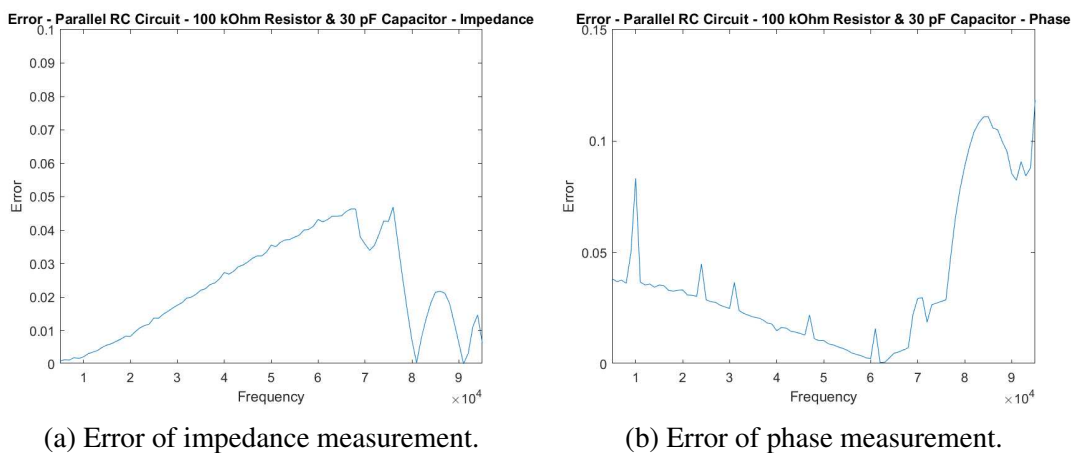 Error - Parallel RC Circuit - 100 kOhm Resistor & 30 pF Capacitor - Impedance
0.1
0.09
0.08
0.07
0.06
0.05
0.04
0.03
0.02
0.01
0
Error
1 2 3 4 5 6 7 8 9
×10⁴
Frequency
(a) Error of impedance measurement.
Error - Parallel RC Circuit - 100 kOhm Resistor & 30 pF Capacitor - Phase
0.15
0.1
0.05
0
Error
1 2 3 4 5 6 7 8 9
×10⁴
Frequency
(b) Error of phase measurement.